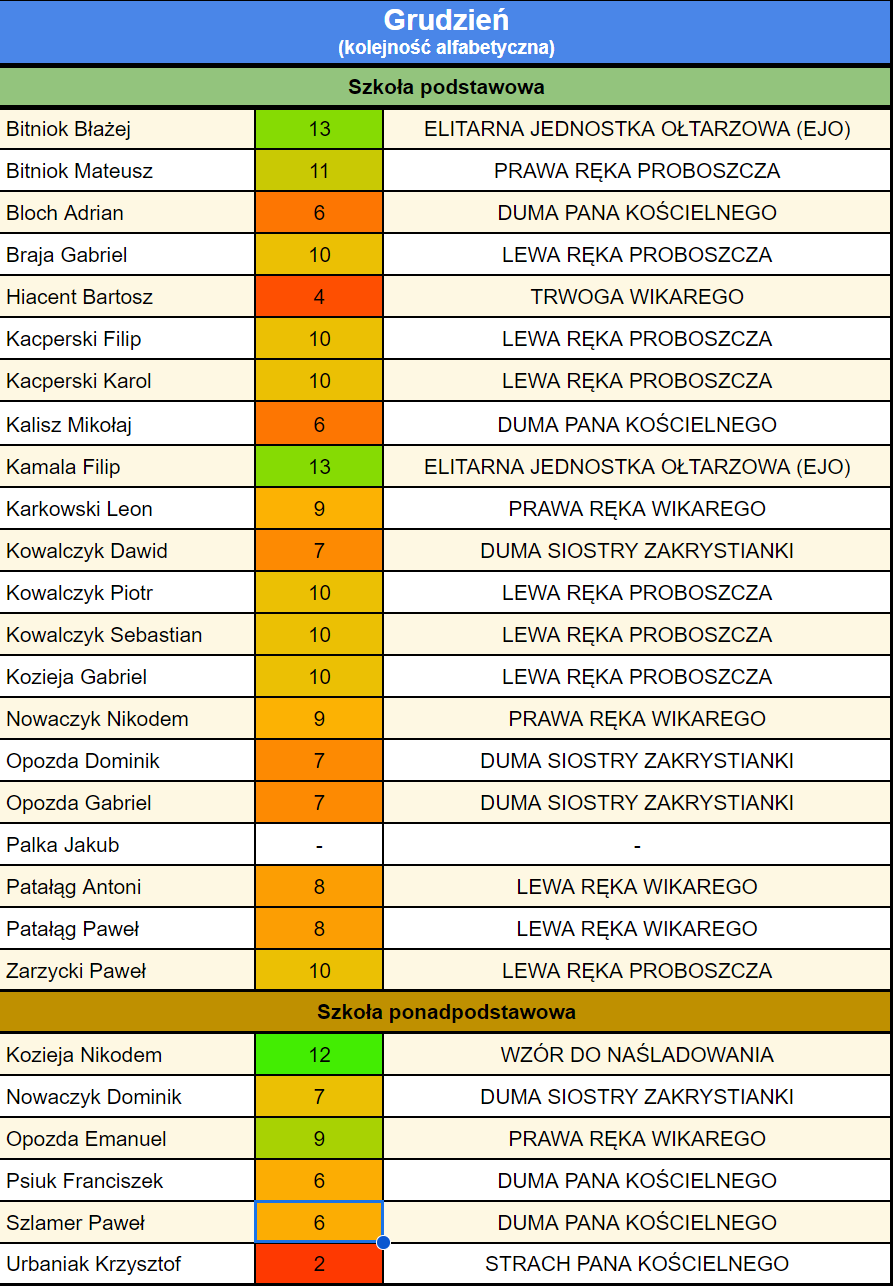 Grudzień
(kolejność alfabetyczna)
Szkoła podstawowa
Bitniok Błażej 13 ELITARNA JEDNOSTKA OŁTARZOWA (EJO)
Bitniok Mateusz 11 PRAWA RĘKA PROBOSZCZA
Bloch Adrian 6 DUMA PANA KOŚCIELNEGO
Braja Gabriel 10 LEWA RĘKA PROBOSZCZA
Hiacent Bartosz 4 TRWOGA WIKAREGO
Kacperski Filip 10 LEWA RĘKA PROBOSZCZA
Kacperski Karol 10 LEWA RĘKA PROBOSZCZA
Kalisz Mikołaj 6 DUMA PANA KOŚCIELNEGO
Kamala Filip 13 ELITARNA JEDNOSTKA OŁTARZOWA (EJO)
Karkowski Leon 9 PRAWA RĘKA WIKAREGO
Kowalczyk Dawid 7 DUMA SIOSTRY ZAKRYSTIANKI
Kowalczyk Piotr 10 LEWA RĘKA PROBOSZCZA
Kowalczyk Sebastian 10 LEWA RĘKA PROBOSZCZA
Kozieja Gabriel 10 LEWA RĘKA PROBOSZCZA
Nowaczyk Nikodem 9 PRAWA RĘKA WIKAREGO
Opozda Dominik 7 DUMA SIOSTRY ZAKRYSTIANKI
Opozda Gabriel 7 DUMA SIOSTRY ZAKRYSTIANKI
Palka Jakub - -
Patałąg Antoni 8 LEWA RĘKA WIKAREGO
Patałąg Paweł 8 LEWA RĘKA WIKAREGO
Zarzycki Paweł 10 LEWA RĘKA PROBOSZCZA
Szkoła ponadpodstawowa
Kozieja Nikodem 12 WZÓR DO NAŚLADOWANIA
Nowaczyk Dominik 7 DUMA SIOSTRY ZAKRYSTIANKI
Opozda Emanuel 9 PRAWA RĘKA WIKAREGO
Psiuk Franciszek 6 DUMA PANA KOŚCIELNEGO
Szlamer Paweł 6 DUMA PANA KOŚCIELNEGO
Urbaniak Krzysztof 2 STRACH PANA KOŚCIELNEGO